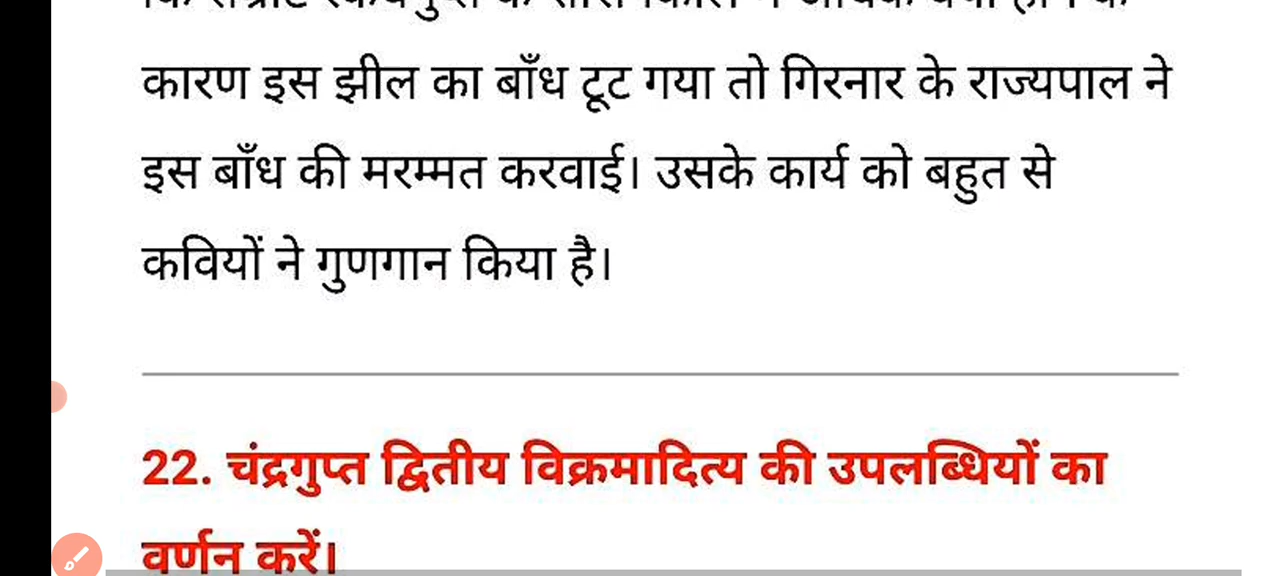 कारण इस झील का बाँध टूट गया तो गिरनार के राज्यपाल ने
इस बाँध की मरम्मत करवाई। उसके कार्य को बहुत से
कवियों ने गुणगान किया है।
22. चंद्रगुप्त द्वितीय विक्रमादित्य की उपलब्धियों का
वर्णन करें।